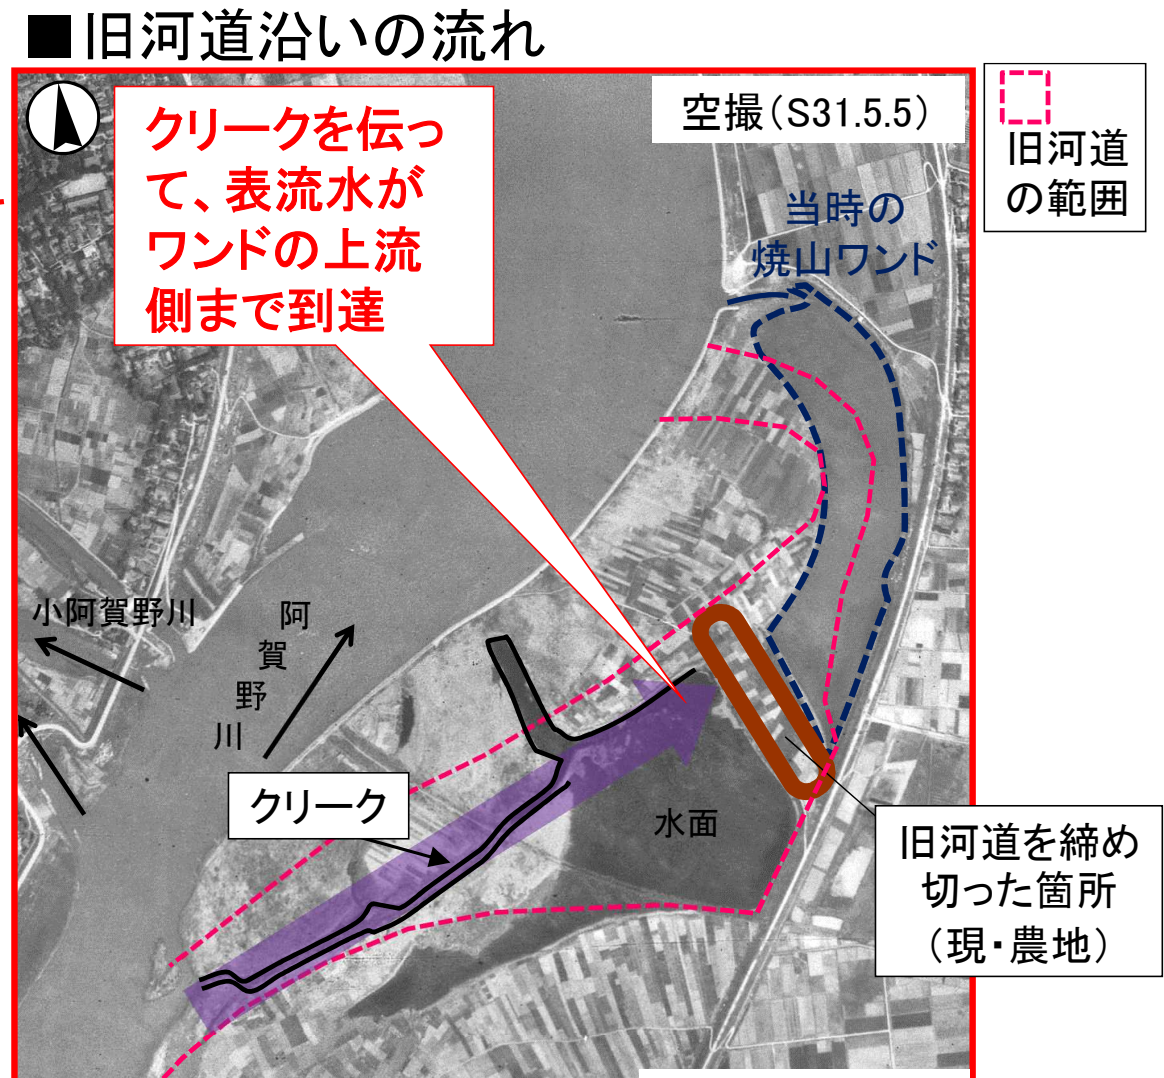 ■旧河道沿いの流れ
空撮（S31.5.5）
クリークを伝っ
て、表流水が
ワンドの上流
側まで到達
旧河道
の範囲
当時の
焼山ワンド
小阿賀野川
阿賀野川
クリーク
水面
旧河道を締め
切った箇所
（現・農地）